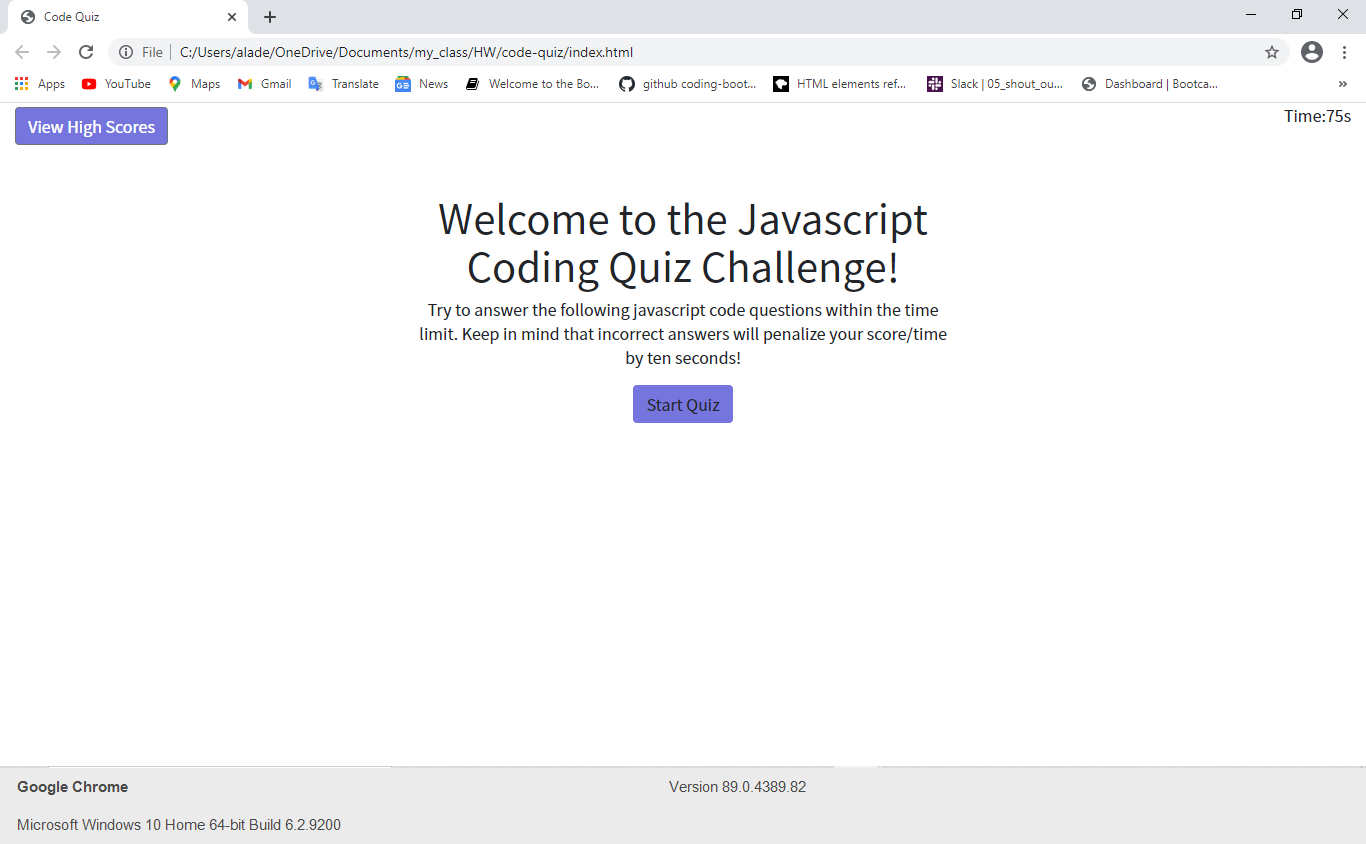 Code Quiz
File C:/Users/alade/OneDrive/Documents/my_class/HW/code-quiz/index.html
Apps YouTube Maps Gmail Translate News Welcome to the Bo... github coding-boot... HTML elements ref... Slack | 05_shout_ou... Dashboard | Bootca... »
View High Scores Time:75s
Welcome to the Javascript
Coding Quiz Challenge!
Try to answer the following javascript code questions within the time
limit. Keep in mind that incorrect answers will penalize your score/time
by ten seconds!
Start Quiz
Google Chrome Version 89.0.4389.82
Microsoft Windows 10 Home 64-bit Build 6.2.9200